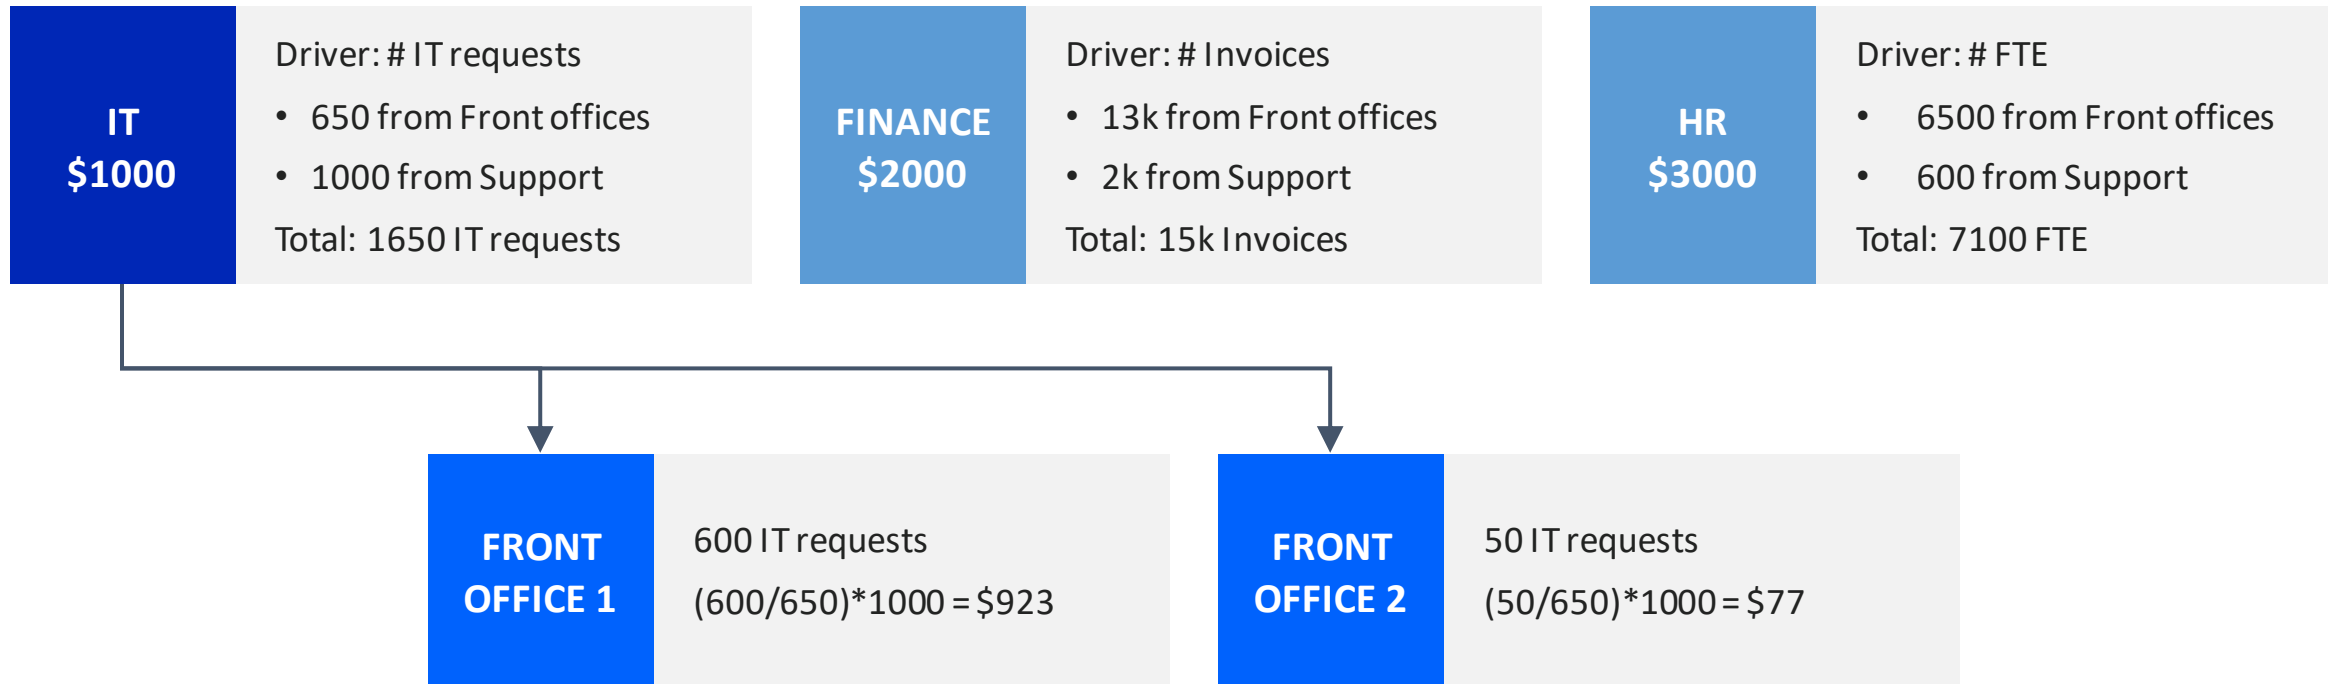 IT
$1000
Driver: # IT requests
• 650 from Front offices
• 1000 from Support
Total: 1650 IT requests
FINANCE
$2000
Driver: # Invoices
• 13k from Front offices
• 2k from Support
Total: 15k Invoices
HR
$3000
Driver: # FTE
• 6500 from Front offices
• 600 from Support
Total: 7100 FTE
FRONT
OFFICE 1
600 IT requests
(600/650)*1000 = $923
FRONT
OFFICE 2
50 IT requests
(50/650)*1000 = $77